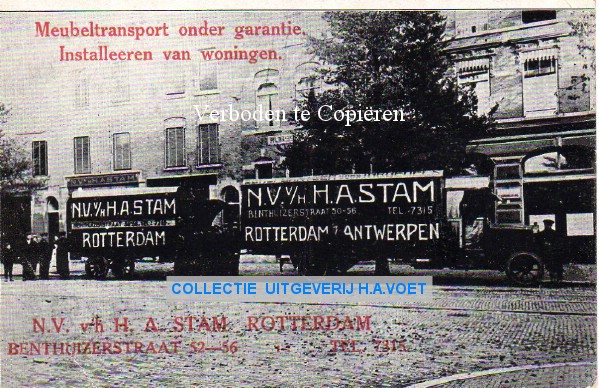 Meubeltransport onder garantie.
Installeeren van woningen.
Verboden te Copiëren
N.V. v/h H.A. STAM
ROTTERDAM
N.V. v/h H.A. STAM
BENTHUIZERSTRAAT 50-56 TEL.-7315
ROTTERDAM ANTWERPEN
COLLECTIE UITGEVERIJ H.A.VOET
N.V. v/h H. A. STAM ROTTERDAM
BENTHUIZERSTRAAT 52—56 TEL. 7315